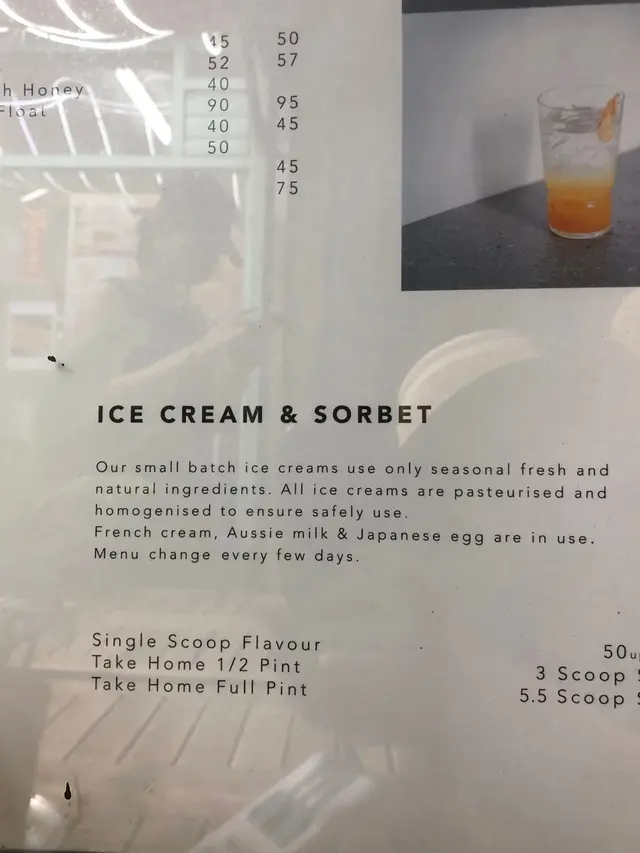 45 50
52 57
h Honey 40
Float 90 95
40 45
50
45
75
ICE CREAM & SORBET
Our small batch ice creams use only seasonal fresh and
natural ingredients. All ice creams are pasteurised and
homogenised to ensure safely use.
French cream, Aussie milk & Japanese egg are in use.
Menu change every few days.
Single Scoop Flavour 50u
Take Home 1/2 Pint 3 Scoop
Take Home Full Pint 5.5 Scoop